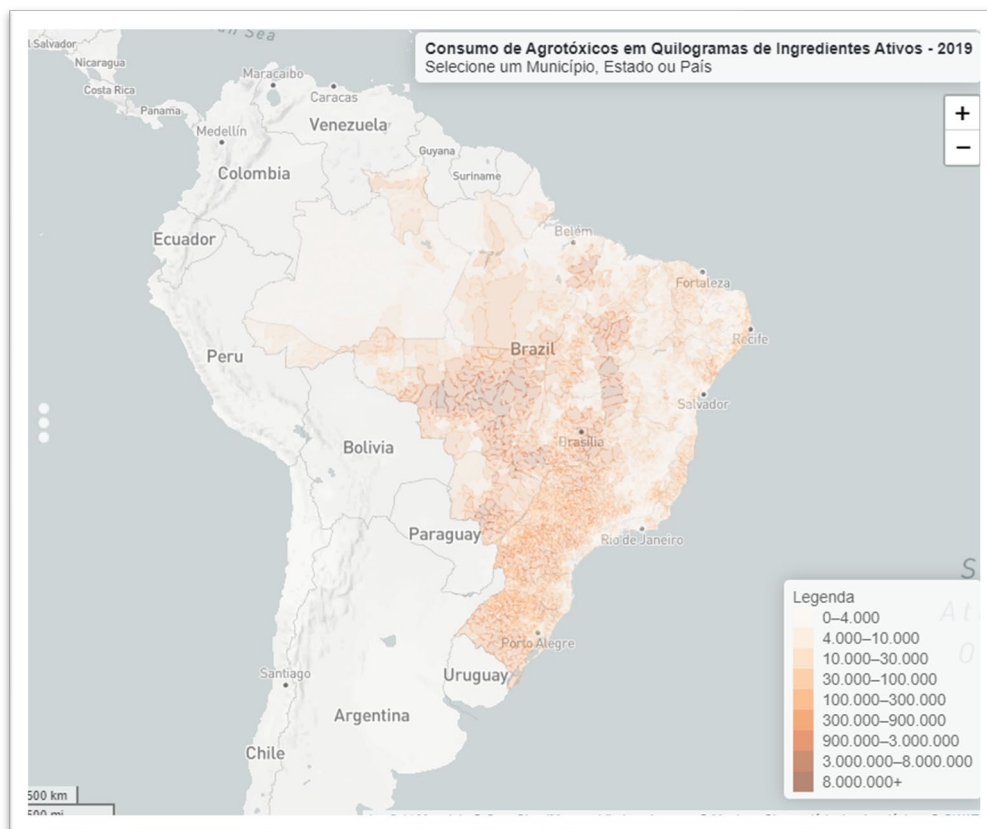 Consumo de Agrotóxicos em Quilogramas de Ingredientes Ativos - 2019
Selecione um Município, Estado ou País
+
−
l Salvador
Nicaragua
Costa Rica
Panama
Maracaibo
Caracas
Medellín
Venezuela
Colombia
Guyana
Suriname
Ecuador
Belém
Fortaleza
Peru
Brazil
Recife
Salvador
Brasília
Bolivia
Paraguay
Rio de Janeiro
Porto Alegre
Uruguay
Santiago
Argentina
Chile
S
At
O
Legenda
0–4.000
4.000–10.000
10.000–30.000
30.000–100.000
100.000–300.000
300.000–900.000
900.000–3.000.000
3.000.000–8.000.000
8.000.000+
500 km
500 mi